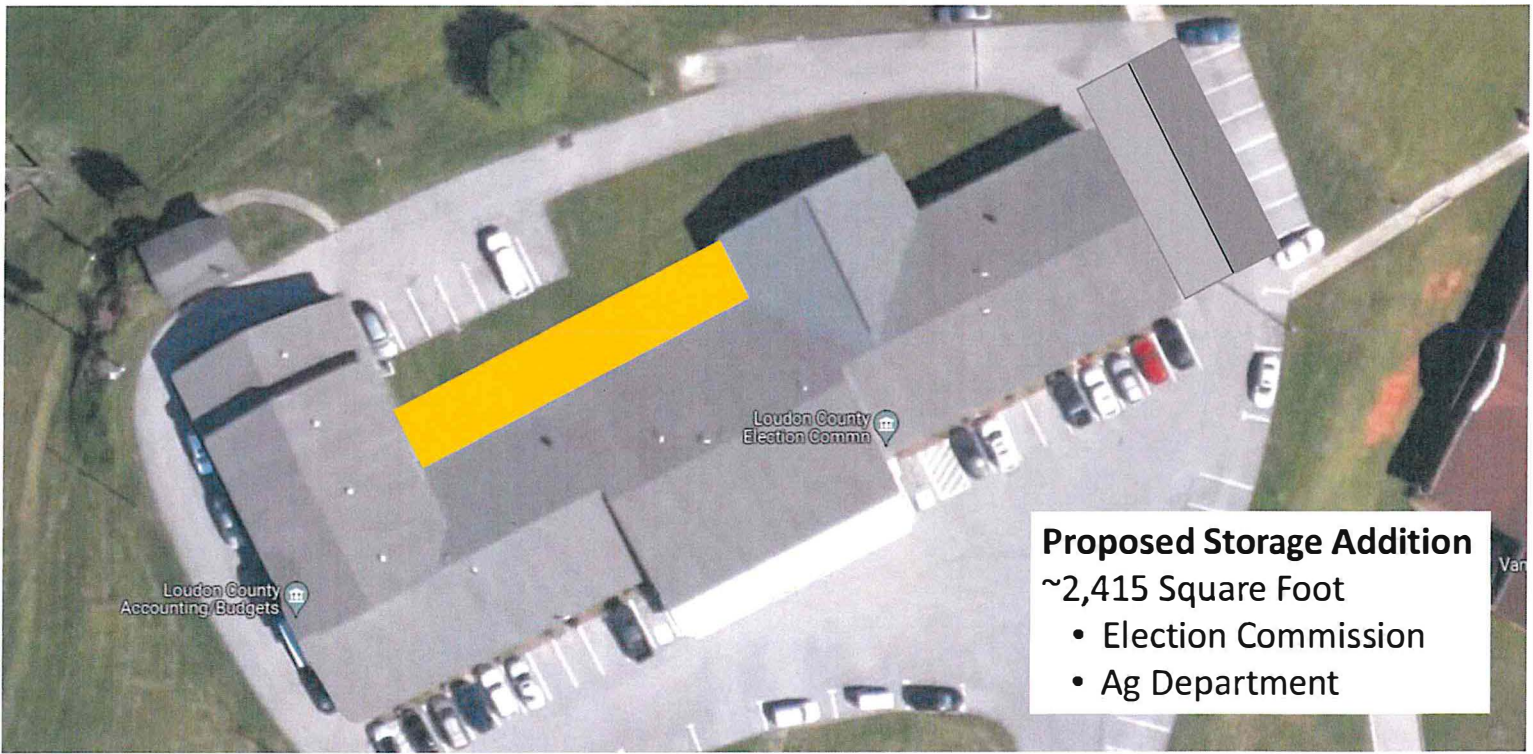 Loudon County
Election Commn
Loudon County
Accounting/Budgets
Proposed Storage Addition
~2,415 Square Foot
• Election Commission
• Ag Department
Van